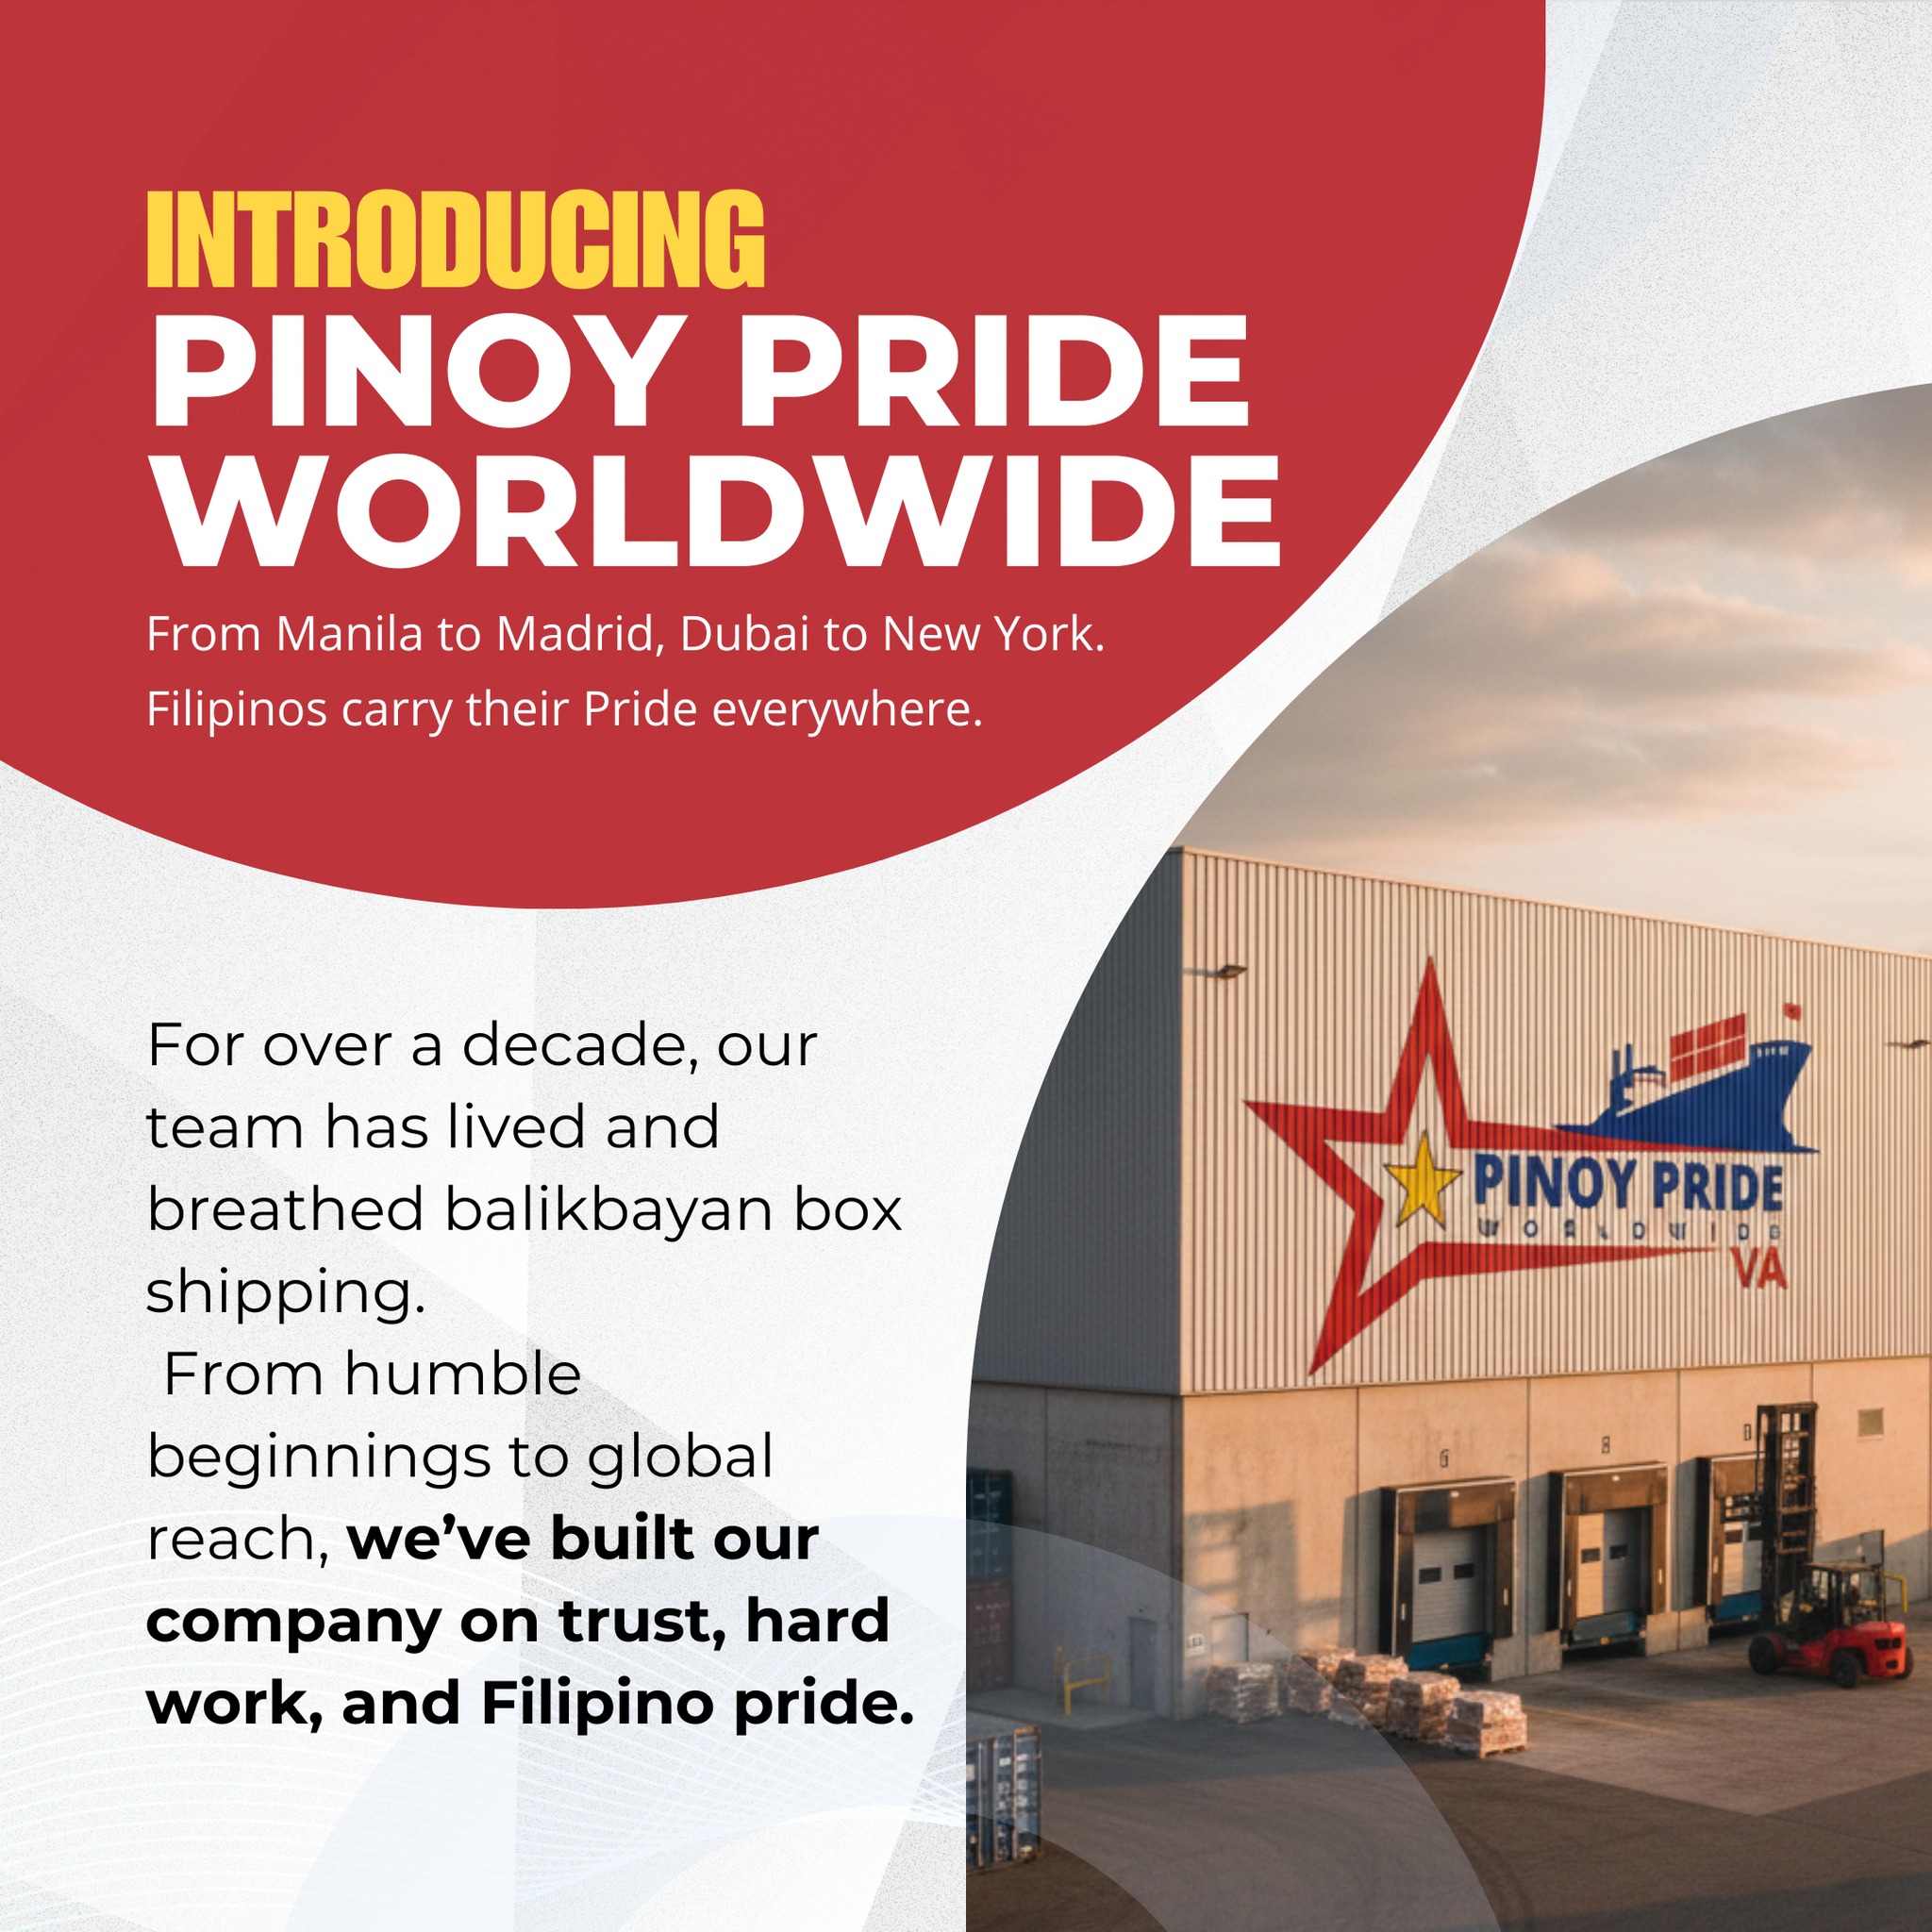 INTRODUCING
PINOY PRIDE
WORLDWIDE
From Manila to Madrid, Dubai to New York.
Filipinos carry their Pride everywhere.
For over a decade, our
team has lived and
breathed balikbayan box
shipping.
From humble
beginnings to global
reach, we’ve built our
company on trust, hard
work, and Filipino pride.
PINOY PRIDE
WORLDWIDE
VA